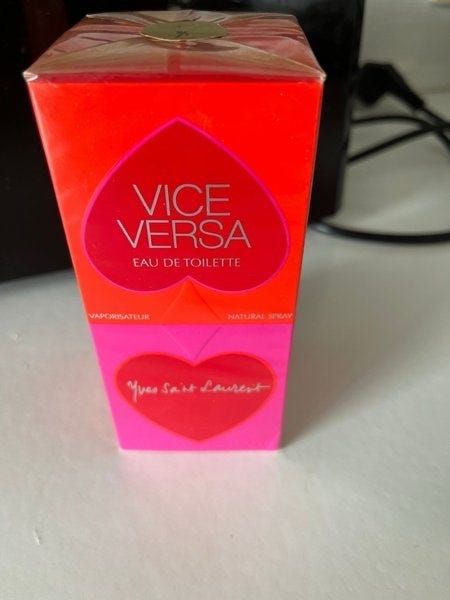 VICE
VERSA
EAU DE TOILETTE
VAPORISATEUR NATURAL SPRAY
Yves Saint Laurent